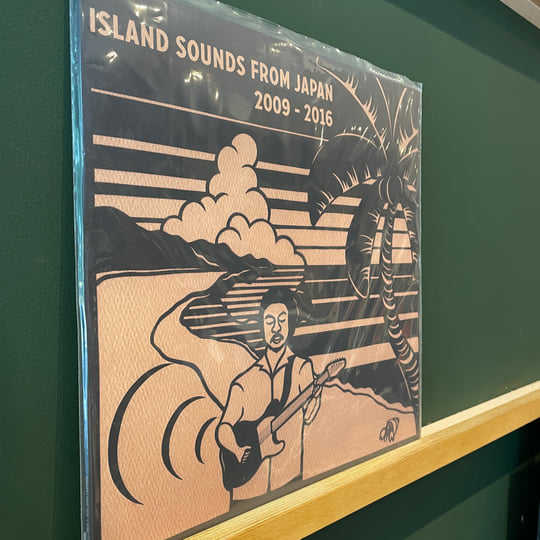 ISLAND SOUNDS FROM JAPAN
2009 - 2016